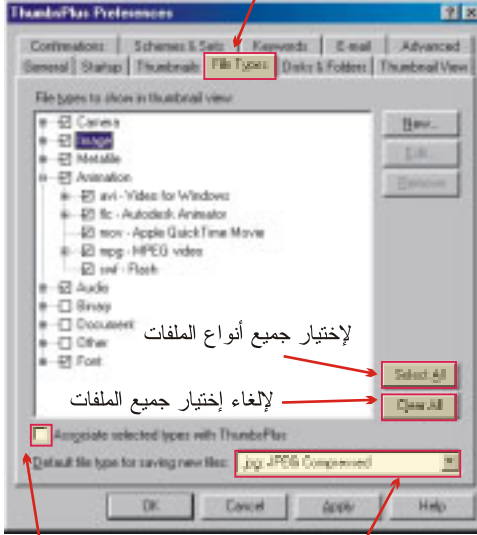 ThumbsPlus Preferences
Confirmations Schemes & Sets Keywords E-mail Advanced
General Startup Thumbnails File Types Disks & Folders Thumbnail View
File types to show in thumbnail view:
Camera
Image
Metafile
Animation
avi - Video for Windows
flc - Autodesk Animator
mov - Apple QuickTime Movie
mpg - MPEG video
swf - Flash
Audio
Binary
Document
Other
Font
New...
Edit...
Remove
لإختيار جميع أنواع الملفات
Select All
لإلغاء إختيار جميع الملفات
Clear All
Associate selected types with ThumbsPlus
Default file type for saving new files: .jpg: JPEG Compressed
OK Cancel Apply Help